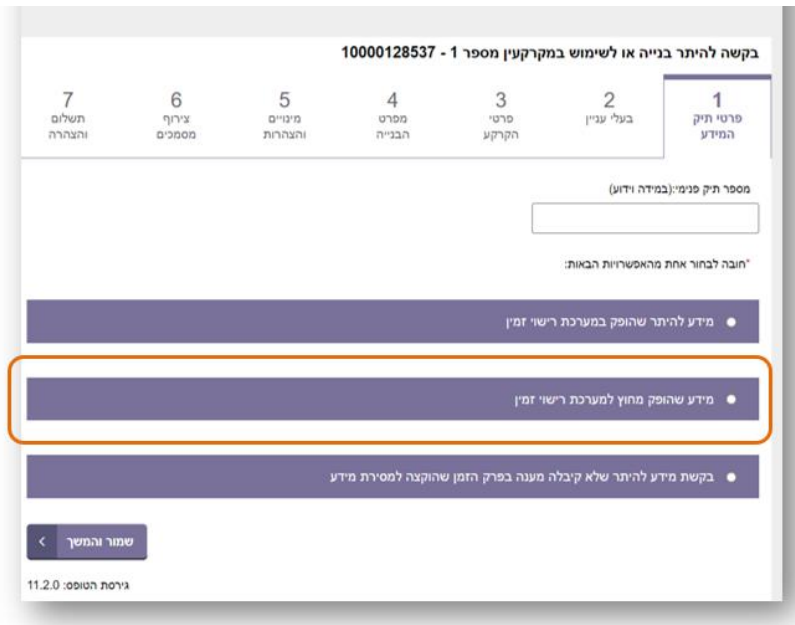 בקשה להיתר בנייה או לשימוש במקרקעין מספר 1 - 10000128537
1
פרטי תיק
המידע
2
בעלי עניין
3
פרטי
הקרקע
4
מפרט
הבנייה
5
מינויים
והצהרות
6
צירוף
מסמכים
7
תשלום
והצהרה
מספר תיק פנימי:(במידה וידוע)
*חובה לבחור אחת מהאפשרויות הבאות:
מידע להיתר שהופק במערכת רישוי זמין
מידע שהופק מחוץ למערכת רישוי זמין
בקשת מידע להיתר שלא קיבלה מענה בפרק הזמן שהוקצה למסירת מידע
שמור והמשך
גירסת הטופס: 11.2.0